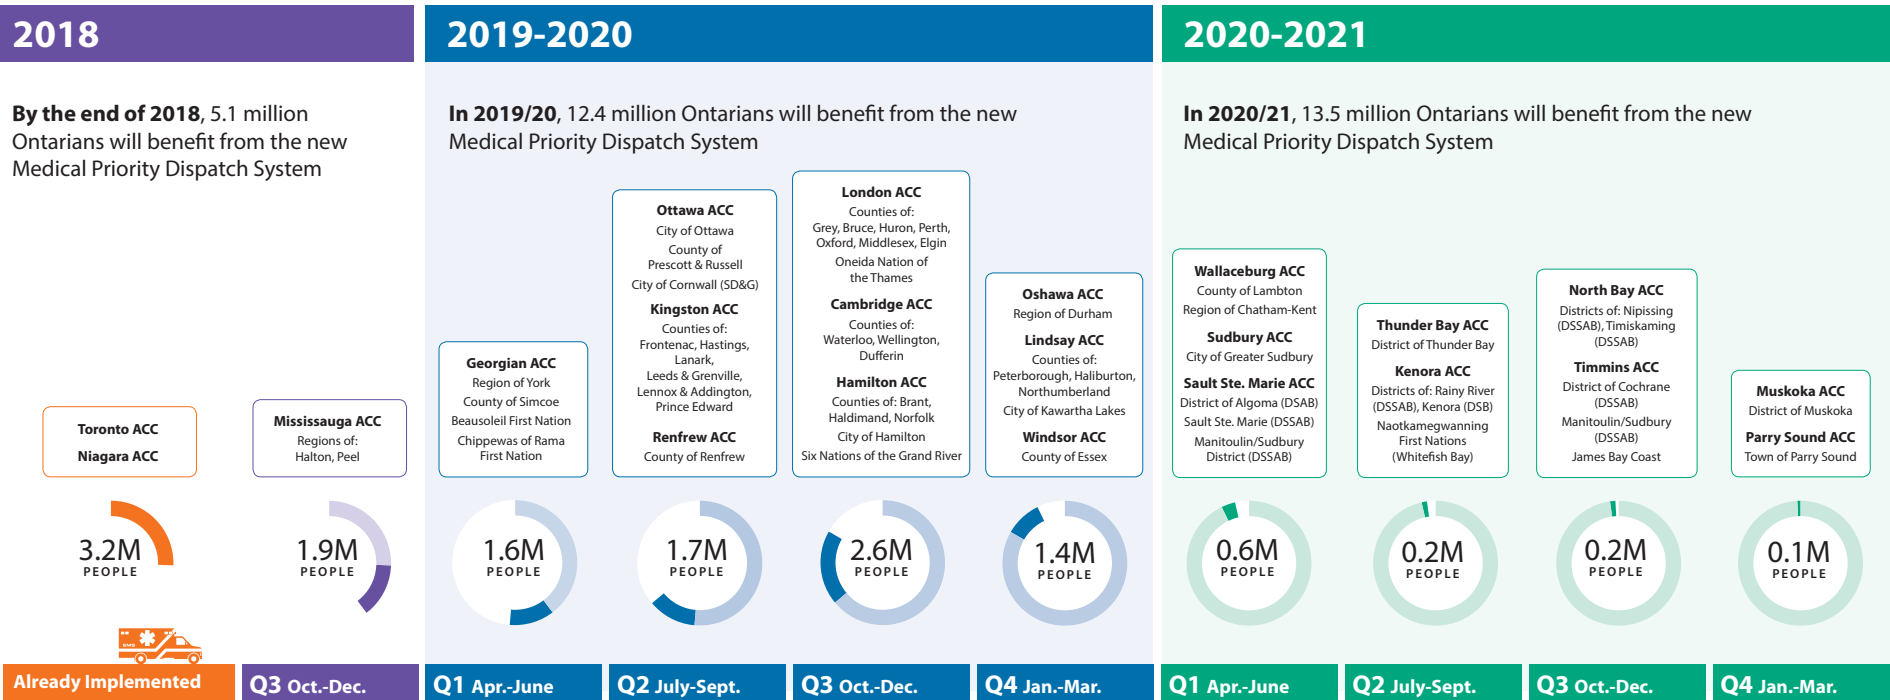 2018
By the end of 2018, 5.1 million
Ontarians will benefit from the new
Medical Priority Dispatch System
Toronto ACC
Niagara ACC
3.2M
PEOPLE
EMS
Already Implemented
Mississauga ACC
Regions of:
Halton, Peel
1.9M
PEOPLE
Q3 Oct.-Dec.
2019-2020
In 2019/20, 12.4 million Ontarians will benefit from the new
Medical Priority Dispatch System
Georgian ACC
Region of York
County of Simcoe
Beausoleil First Nation
Chippewas of Rama
First Nation
1.6M
PEOPLE
Q1 Apr.-June
Ottawa ACC
City of Ottawa
County of
Prescott & Russell
City of Cornwall (SD&G)
Kingston ACC
Counties of:
Frontenac, Hastings,
Lanark,
Leeds & Grenville,
Lennox & Addington,
Prince Edward
Renfrew ACC
County of Renfrew
1.7M
PEOPLE
Q2 July-Sept.
London ACC
Counties of:
Grey, Bruce, Huron, Perth,
Oxford, Middlesex, Elgin
Oneida Nation of
the Thames
Cambridge ACC
Counties of:
Waterloo, Wellington,
Dufferin
Hamilton ACC
Counties of: Brant,
Haldimand, Norfolk
City of Hamilton
Six Nations of the Grand River
2.6M
PEOPLE
Q3 Oct.-Dec.
Oshawa ACC
Region of Durham
Lindsay ACC
Counties of:
Peterborough, Haliburton,
Northumberland
City of Kawartha Lakes
Windsor ACC
County of Essex
1.4M
PEOPLE
Q4 Jan.-Mar.
2020-2021
In 2020/21, 13.5 million Ontarians will benefit from the new
Medical Priority Dispatch System
Wallaceburg ACC
County of Lambton
Region of Chatham-Kent
Sudbury ACC
City of Greater Sudbury
Sault Ste. Marie ACC
District of Algoma (DSAB)
Sault Ste. Marie (DSSAB)
Manitoulin/Sudbury
District (DSSAB)
0.6M
PEOPLE
Q1 Apr.-June
Thunder Bay ACC
District of Thunder Bay
Kenora ACC
Districts of: Rainy River
(DSSAB), Kenora (DSB)
Naotkamegwanning
First Nations
(Whitefish Bay)
0.2M
PEOPLE
Q2 July-Sept.
North Bay ACC
Districts of: Nipissing
(DSSAB), Timiskaming
(DSSAB)
Timmins ACC
District of Cochrane
(DSSAB)
Manitoulin/Sudbury
(DSSAB)
James Bay Coast
0.2M
PEOPLE
Q3 Oct.-Dec.
Muskoka ACC
District of Muskoka
Parry Sound ACC
Town of Parry Sound
0.1M
PEOPLE
Q4 Jan.-Mar.